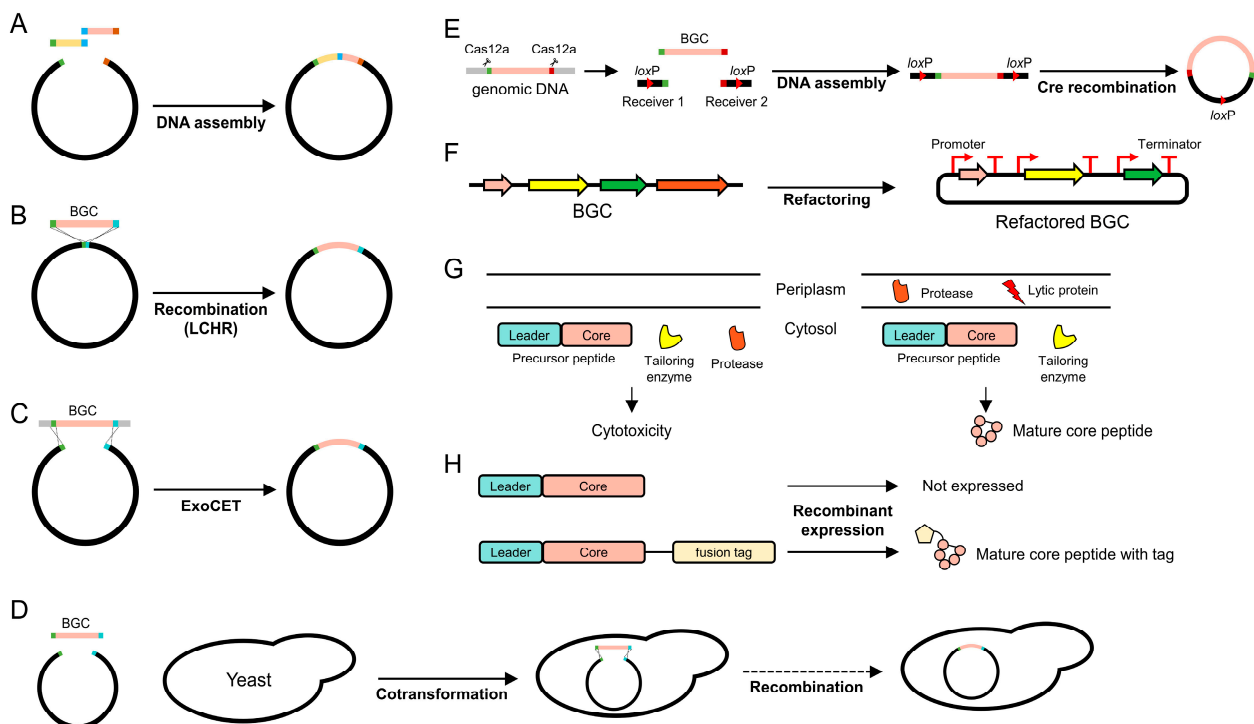 A
DNA assembly
B
BGC
Recombination
(LCHR)
C
BGC
ExoCET
D
BGC
Yeast
Cotransformation
Recombination
E
Cas12a
Cas12a
genomic DNA
BGC
loxP
loxP
Receiver 1
Receiver 2
DNA assembly
loxP
loxP
Cre recombination
loxP
F
BGC
Refactoring
Promoter
Terminator
Refactored BGC
G
Periplasm
Cytosol
Leader
Core
Precursor peptide
Tailoring
enzyme
Protease
Cytotoxicity
Protease
Lytic protein
Leader
Core
Precursor peptide
Tailoring
enzyme
Mature core peptide
H
Leader
Core
Not expressed
Recombinant
expression
Leader
Core
fusion tag
Mature core peptide with tag